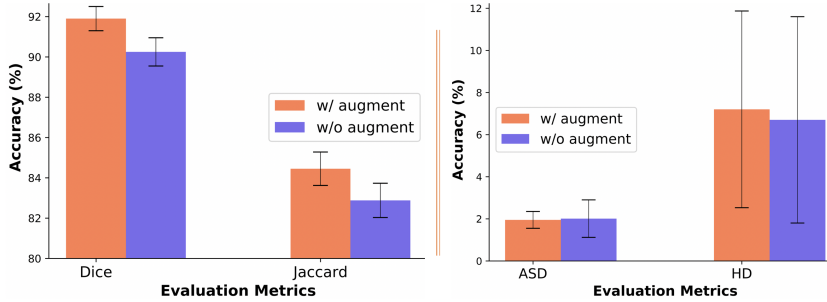 92
90
88
86
84
82
80
Accuracy (%)
w/ augment
w/o augment
Dice
Jaccard
Evaluation Metrics
12
10
8
6
4
2
0
Accuracy (%)
w/ augment
w/o augment
ASD
HD
Evaluation Metrics